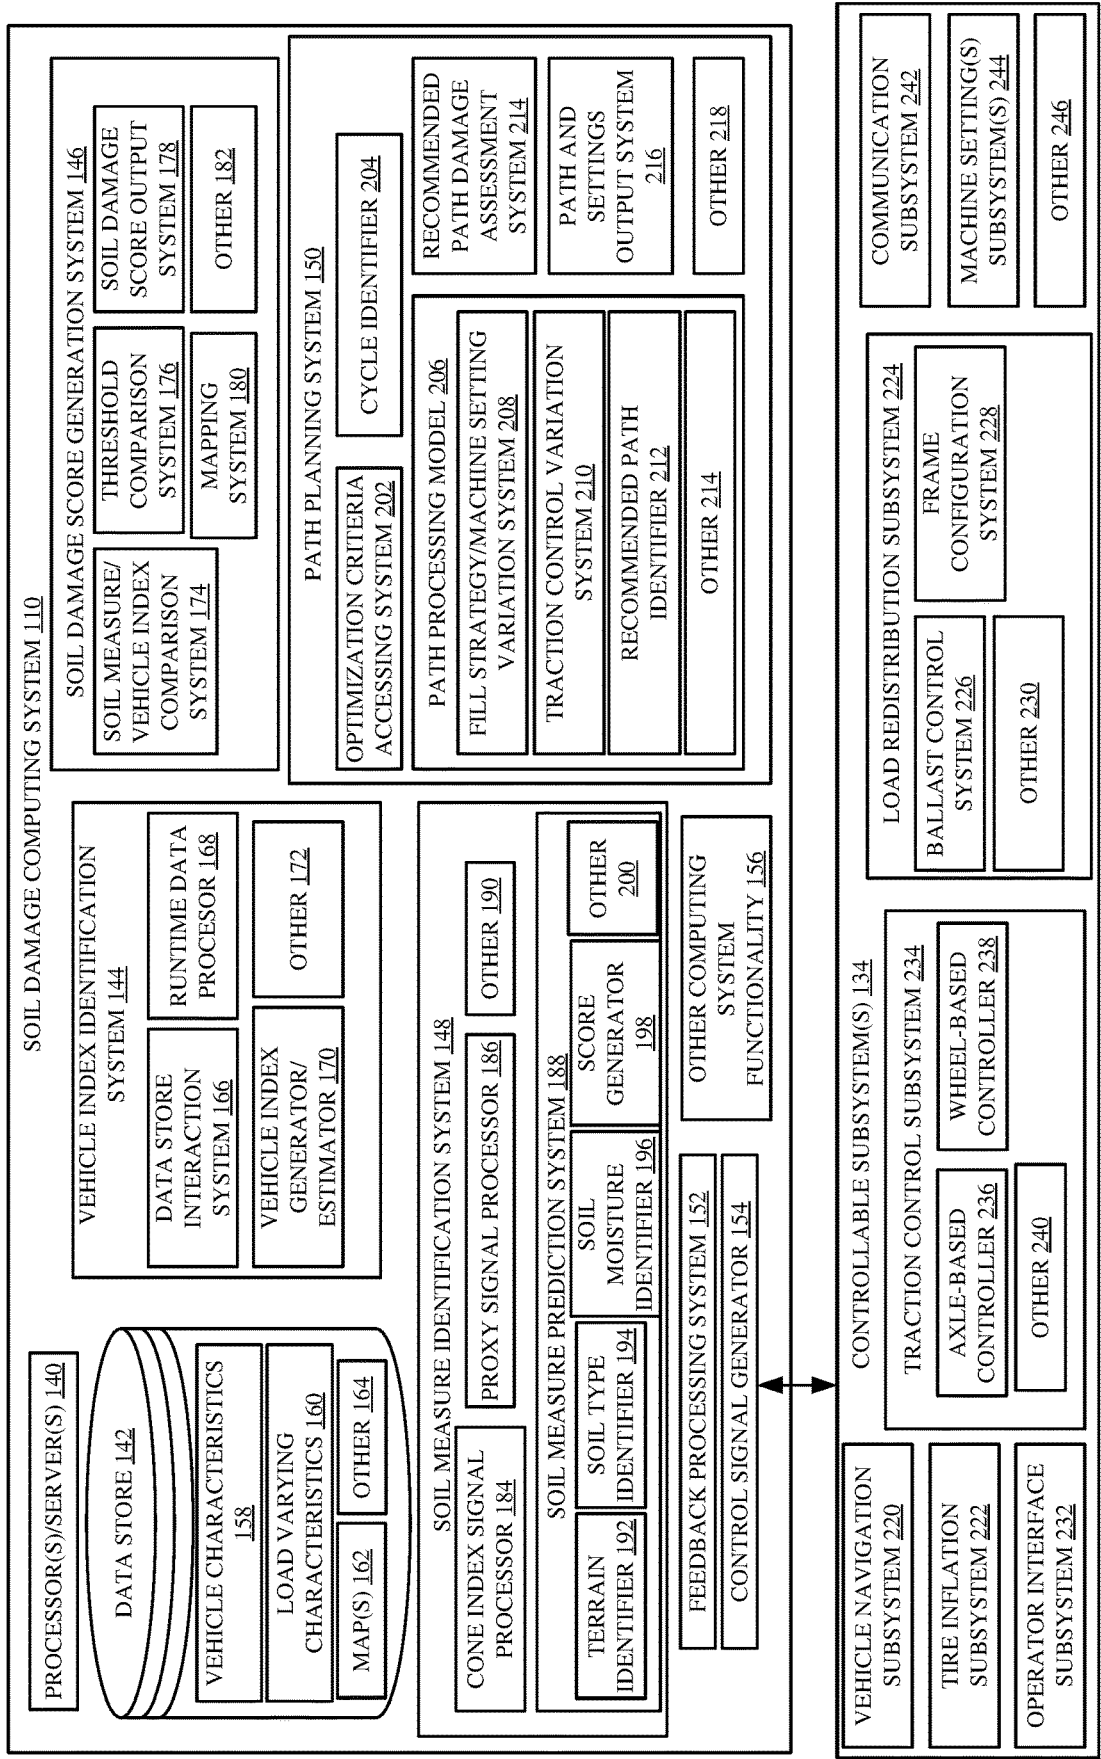 SOIL DAMAGE COMPUTING SYSTEM 110
PROCESSOR(S)/SERVER(S) 140
DATA STORE 142
VEHICLE CHARACTERISTICS
158
LOAD VARYING
CHARACTERISTICS 160
MAP(S) 162
OTHER 164
VEHICLE INDEX IDENTIFICATION
SYSTEM 144
DATA STORE
INTERACTION
SYSTEM 166
RUNTIME DATA
PROCESOR 168
VEHICLE INDEX
GENERATOR/
ESTIMATOR 170
OTHER 172
SOIL DAMAGE SCORE GENERATION SYSTEM 146
SOIL MEASURE/
VEHICLE INDEX
COMPARISON
SYSTEM 174
THRESHOLD
COMPARISON
SYSTEM 176
SOIL DAMAGE
SCORE OUTPUT
SYSTEM 178
MAPPING
SYSTEM 180
OTHER 182
SOIL MEASURE IDENTIFICATION SYSTEM 148
CONE INDEX SIGNAL
PROCESSOR 184
PROXY SIGNAL PROCESSOR 186
OTHER 190
SOIL MEASURE PREDICTION SYSTEM 188
TERRAIN
IDENTIFIER 192
SOIL TYPE
IDENTIFIER 194
SOIL
MOISTURE
IDENTIFIER 196
SCORE
GENERATOR
198
OTHER
200
PATH PLANNING SYSTEM 150
OPTIMIZATION CRITERIA
ACCESSING SYSTEM 202
CYCLE IDENTIFIER 204
PATH PROCESSING MODEL 206
FILL STRATEGY/MACHINE SETTING
VARIATION SYSTEM 208
TRACTION CONTROL VARIATION
SYSTEM 210
RECOMMENDED PATH
IDENTIFIER 212
OTHER 214
RECOMMENDED
PATH DAMAGE
ASSESSMENT
SYSTEM 214
PATH AND
SETTINGS
OUTPUT SYSTEM
216
OTHER 218
FEEDBACK PROCESSING SYSTEM 152
CONTROL SIGNAL GENERATOR 154
OTHER COMPUTING
SYSTEM
FUNCTIONALITY 156
CONTROLLABLE SUBSYSTEM(S) 134
VEHICLE NAVIGATION
SUBSYSTEM 220
TIRE INFLATION
SUBSYSTEM 222
OPERATOR INTERFACE
SUBSYSTEM 232
TRACTION CONTROL SUBSYSTEM 234
AXLE-BASED
CONTROLLER 236
WHEEL-BASED
CONTROLLER 238
OTHER 240
LOAD REDISTRIBUTION SUBSYSTEM 224
BALLAST CONTROL
SYSTEM 226
FRAME
CONFIGURATION
SYSTEM 228
OTHER 230
COMMUNICATION
SUBSYSTEM 242
MACHINE SETTING(S)
SUBSYSTEM(S) 244
OTHER 246